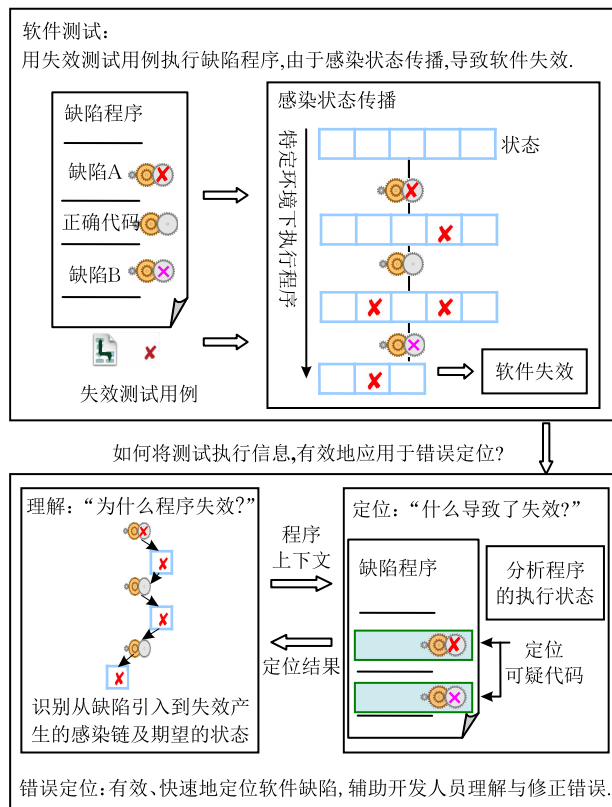 软件测试:
用失效测试用例执行缺陷程序,由于感染状态传播,导致软件失效.
缺陷程序
缺陷A
正确代码
缺陷B
失效测试用例
感染状态传播
特定环境下执行程序
状态
软件失效
如何将测试执行信息,有效地应用于错误定位?
理解: “为什么程序失效?”
识别从缺陷引入到失效产
生的感染链及期望的状态
程序
上下文
定位结果
定位: “什么导致了失效?”
缺陷程序
分析程序
的执行状态
定位
可疑代码
错误定位: 有效、快速地定位软件缺陷, 辅助开发人员理解与修正错误.